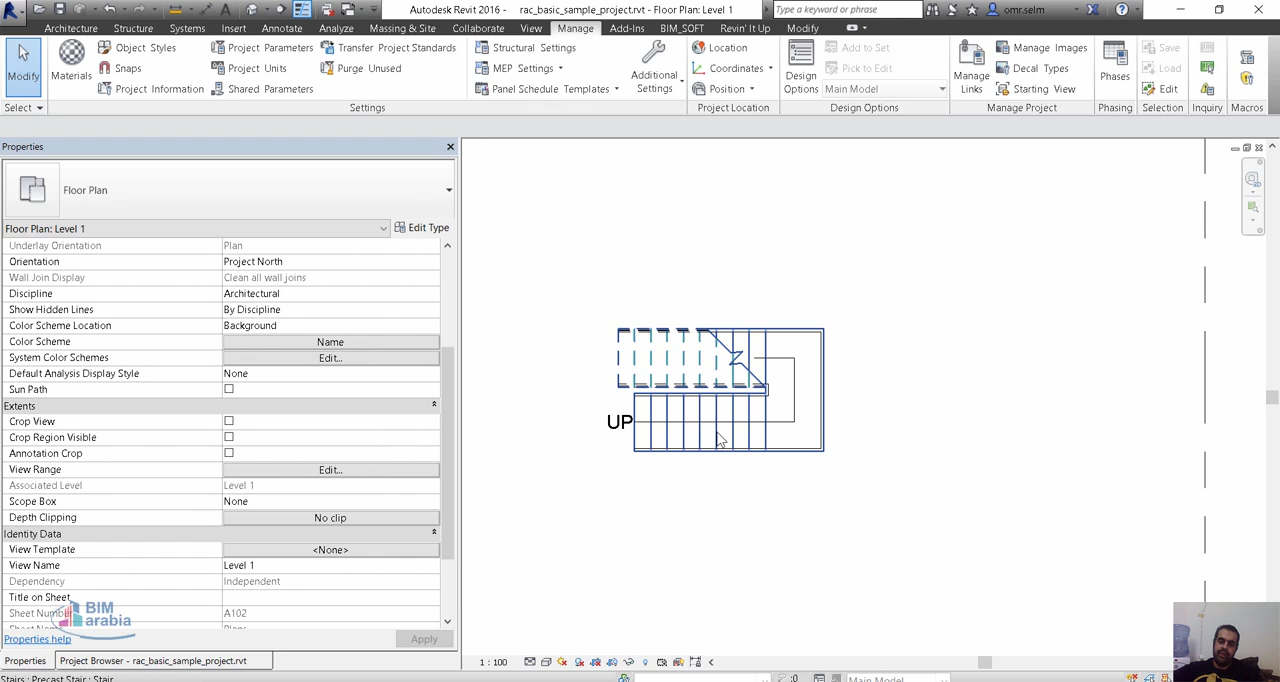 Autodesk Revit 2016 - rac_basic_sample_project.rvt - Floor Plan: Level 1
Type a keyword or phrase
omr.selm
Architecture Structure Systems Insert Annotate Analyze Massing & Site Collaborate View Manage Add-Ins BIM_SOFT Revin' It Up Modify
Modify
Materials
Object Styles
Snaps
Project Information
Project Parameters
Project
Shared Parameters
Transfer Project Standards
Purge Unused
Structural Settings
MEP Settings
Panel Schedule Templates
Additional Settings
Location
Coordinates
Position
Design Options
Add to Set
Pick to Edit
Main Model
Manage Links
Manage Images
Decal Types
Starting View
Phases
Save
Load
Edit
Select
Settings
Project Location
Design Options
Manage Project
Phasing
Selection
Inquiry
Macros
Properties
Floor Plan
Floor Plan: Level 1
Edit Type
Underlay Orientation Plan
Orientation Project North
Wall Join Display Clean all wall joins
Discipline Architectural
Show Hidden Lines By Discipline
Color Scheme Location Background
Color Scheme Name
System Color Schemes Edit...
Default Analysis Display Style None
Sun Path
Extents
Crop View
Crop Region Visible
Annotation Crop
View Range Edit...
Associated Level Level 1
Scope Box None
Depth Clipping No clip
Identity Data
View Template <None>
View Name Level 1
Dependency Independent
Title on Sheet
Sheet Number A102
BIM
arabia
Properties help
Apply
Properties
Project Browser - rac_basic_sample_project.rvt
UP
1 : 100
Stairs : Precast Stair : Stair
:0
Main Model